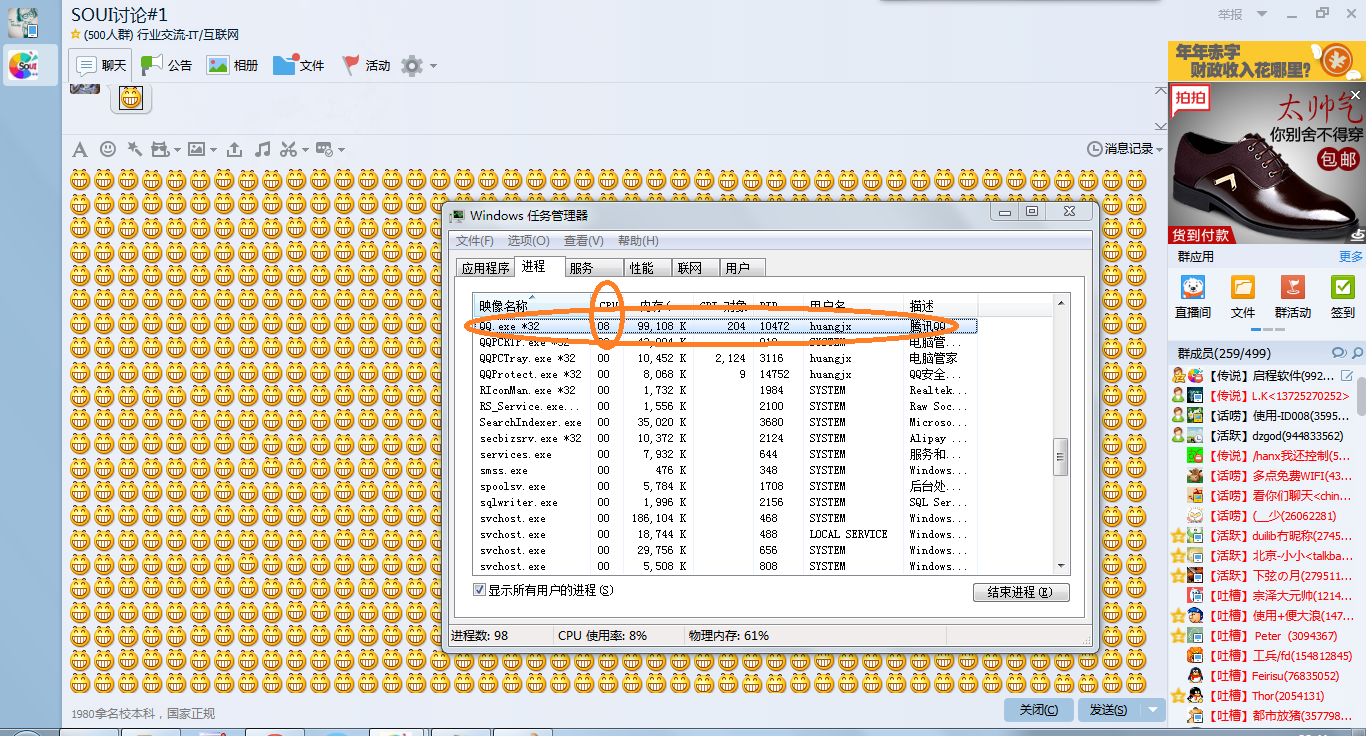 SOUI讨论#1
(500人群) 行业交流-IT/互联网
举报
聊天 公告 相册 文件 活动
消息记录
年年赤字
财政收入花哪里?
拍拍
太帅气
你别舍不得穿
包邮
货到付款
群应用 更多
直播间 文件 群活动 签到
群成员(259/499)
【传说】启程软件(992...
【传说】L.K<13725270252>
【话唠】使用-ID008(3595...
【活跃】dzgod(944833562)
【传说】/hanx我还控制(5...
【话唠】多点免费WIFI(43...
【话唠】看你们聊天<chin...
【话唠】(__少(26062281)
【活跃】duilib冇昵称(2745...
【活跃】北京-小小<talkba...
【活跃】下弦の月(279511...
【吐槽】宗泽大元帅(1214...
【吐槽】使用+便大浪(147...
【吐槽】 Peter (3094367)
【吐槽】工兵/fd(154812845)
【吐槽】Feirisu(76835052)
【吐槽】Thor(2054131)
【吐槽】都市放猪(357798...
Windows 任务管理器
文件(F) 选项(O) 查看(V) 帮助(H)
应用程序 进程 服务 性能 联网 用户
映像名称 CPU 内存( 对象 PID 用户名 描述
QQ.exe *32 08 99,108 K 204 10472 huangjx 腾讯QQ
*32 00 电脑管...
QQPCTray.exe *32 00 10,452 K 2,124 3116 huangjx 电脑管家
QQProtect.exe *32 00 8,068 K 9 14752 huangjx QQ安全...
RIconMan.exe *32 00 1,732 K 1984 SYSTEM Realtek...
RS_Service.exe... 00 1,556 K 2100 SYSTEM Raw Soc...
SearchIndexer.exe 00 35,020 K 3680 SYSTEM Microso...
secbizsrv.exe *32 00 10,372 K 2124 SYSTEM Alipay ...
services.exe 00 7,932 K 644 SYSTEM 服务和...
smss.exe 00 476 K 348 SYSTEM Windows...
spoolsv.exe 00 5,784 K 1708 SYSTEM 后台处...
sqlwriter.exe 00 1,996 K 2156 SYSTEM SQL Ser...
svchost.exe 00 186,104 K 468 SYSTEM Windows...
svchost.exe 00 18,744 K 488 LOCAL SERVICE Windows...
svchost.exe 00 29,756 K 656 SYSTEM Windows...
svchost.exe 00 5,508 K 808 SYSTEM Windows...
显示所有用户的进程 (S) 结束进程 (E)
进程数: 98 CPU 使用率: 8% 物理内存: 61%
1980拿名校本科，国家正规
关闭(C) 发送(S)